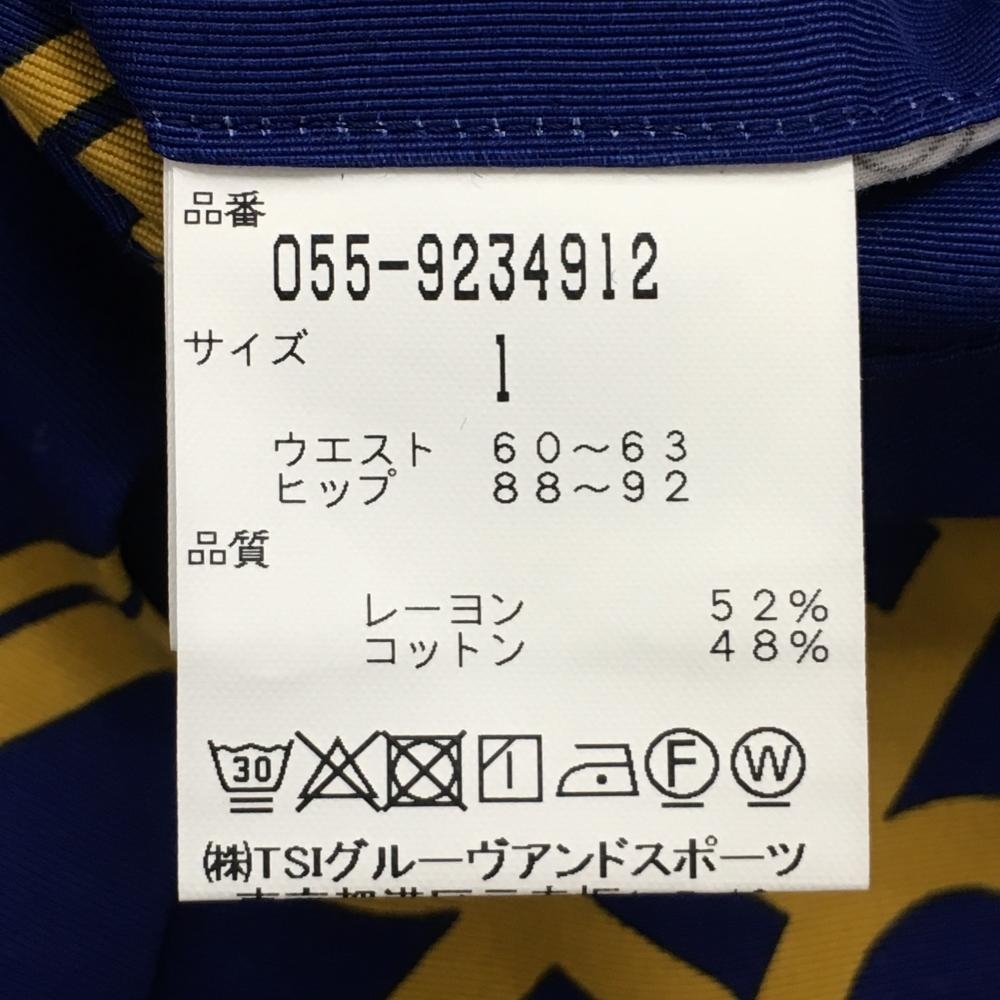 品番
055-9234912
サイズ
1
ウエスト 60～63
ヒップ 88～92
品質
レーヨン 52%
コットン 48%
30 F W
㈱TSIグルーヴアンドスポーツ